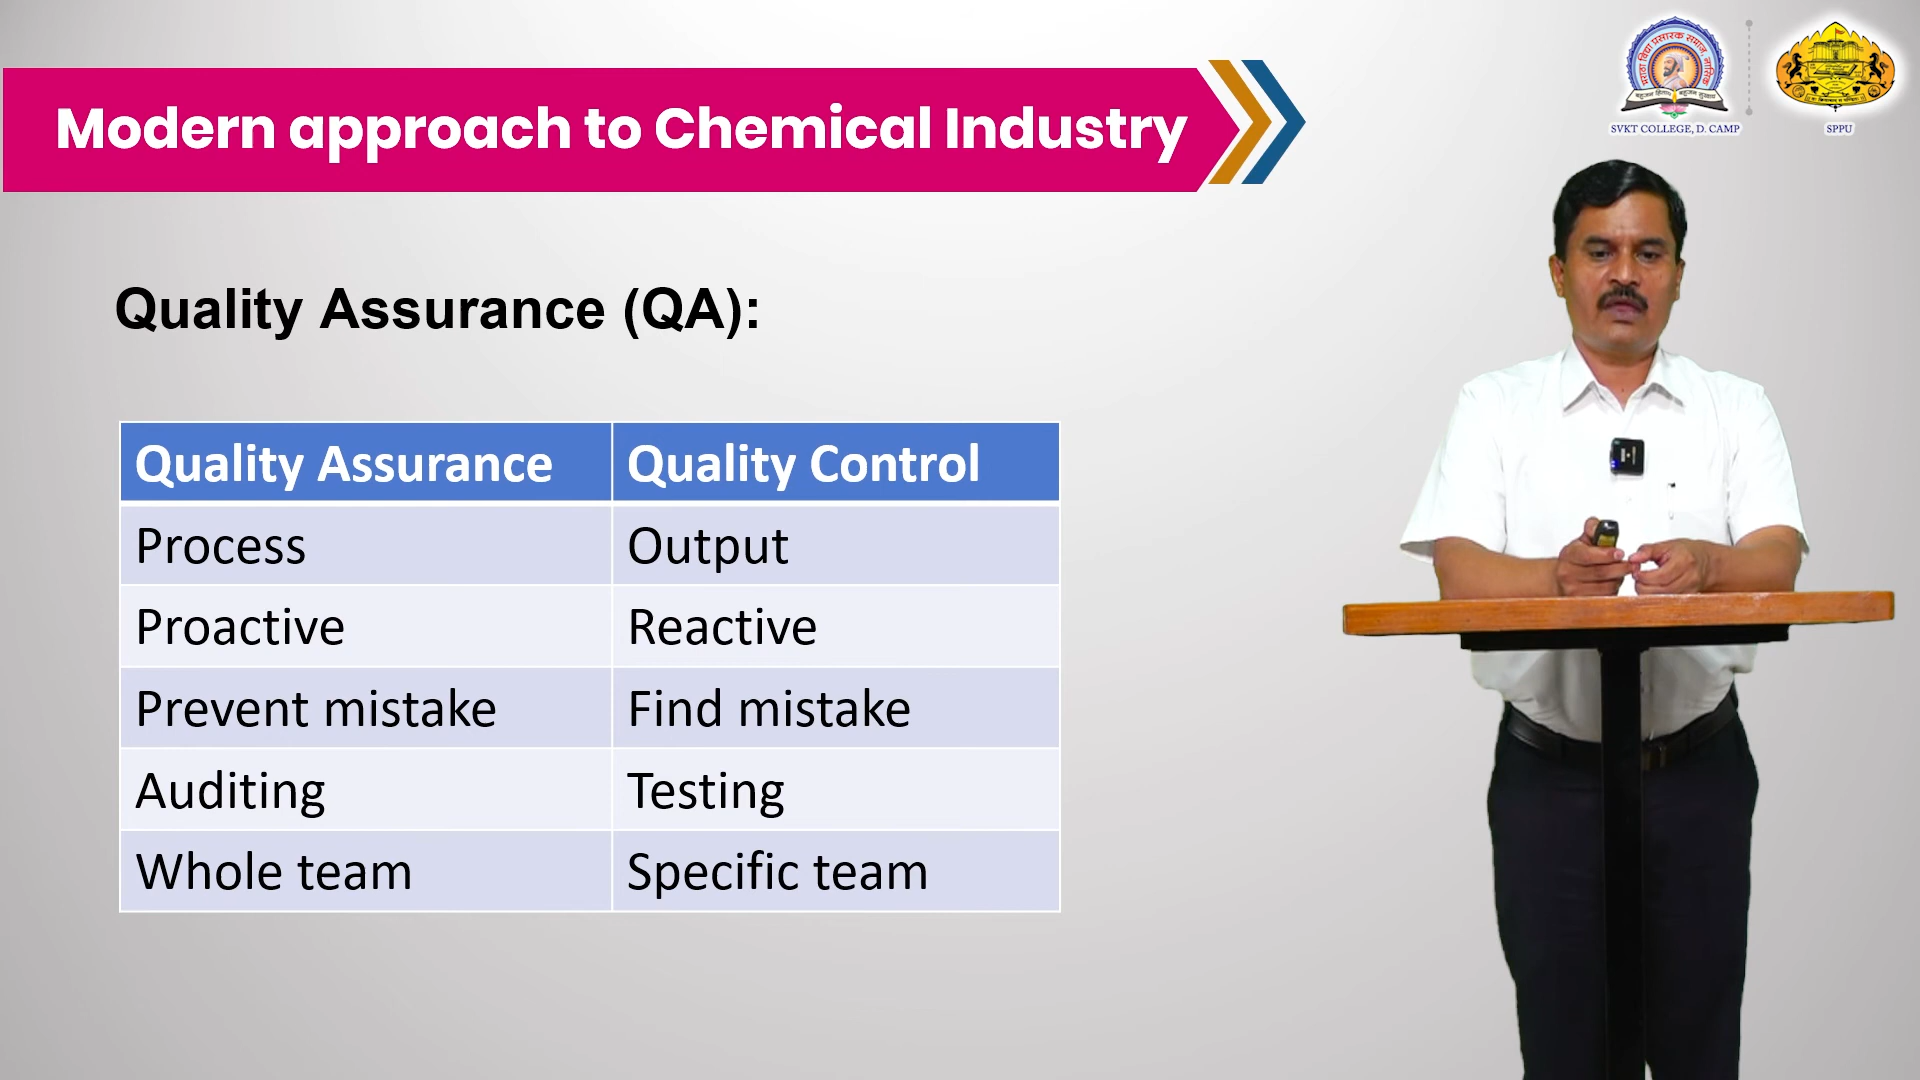 Modern approach to Chemical Industry
SVKT COLLEGE, D. CAMP
SPPU
Quality Assurance (QA):
Quality Assurance Quality Control
Process Output
Proactive Reactive
Prevent mistake Find mistake
Auditing Testing
Whole team Specific team